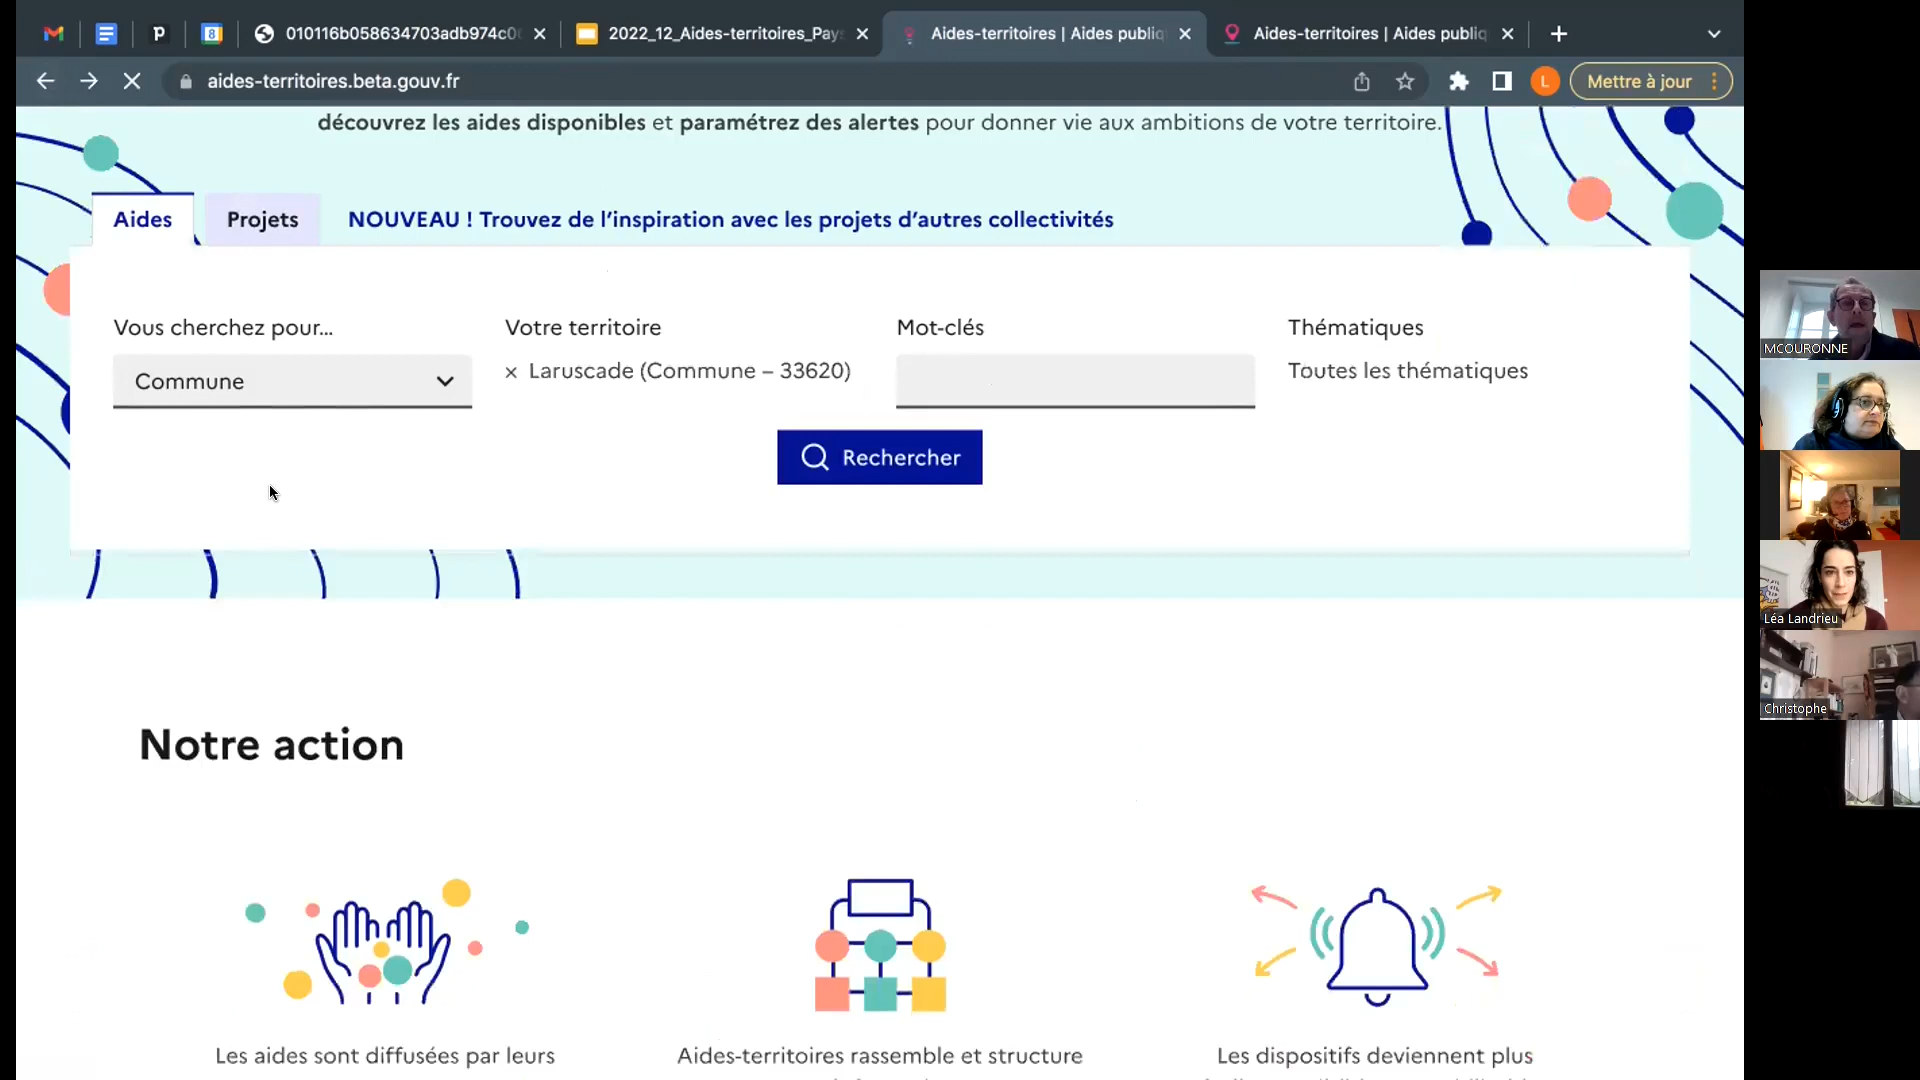 010116b058634703adb974c0
2022_12_Aides-territoires_Pay
Aides-territoires | Aides publiq
Aides-territoires | Aides publiq
aides-territoires.beta.gouv.fr
L
Mettre à jour
découvrez les aides disponibles et paramétrez des alertes pour donner vie aux ambitions de votre territoire.
Aides
Projets
NOUVEAU ! Trouvez de l’inspiration avec les projets d’autres collectivités
Vous cherchez pour...
Votre territoire
Mot-clés
Thématiques
Commune
× Laruscade (Commune – 33620)
Toutes les thématiques
Rechercher
Notre action
Les aides sont diffusées par leurs
Aides-territoires rassemble et structure
Les dispositifs deviennent plus
MCOURONNE
Léa Landrieu
Christophe